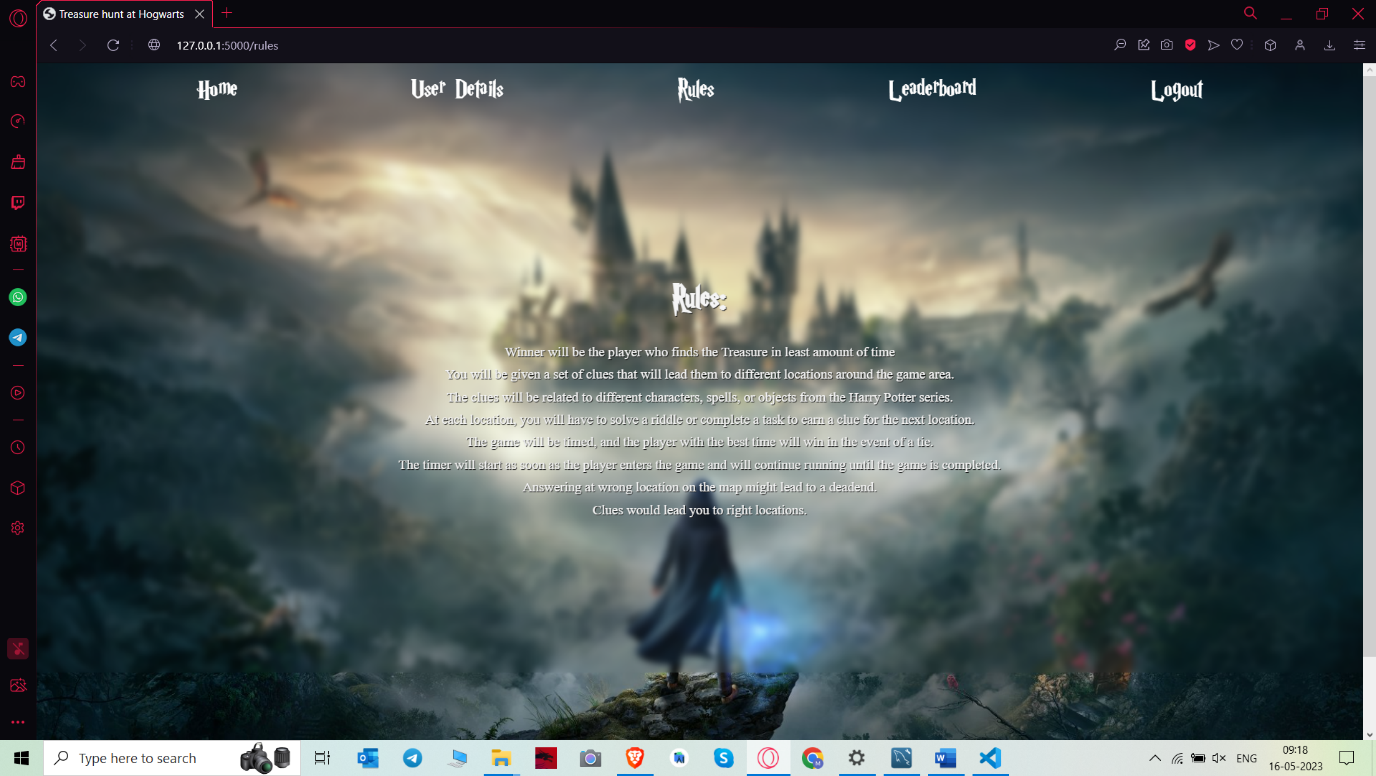 Treasure hunt at Hogwarts
127.0.0.1:5000/rules
Home User Details Rules Leaderboard Logout
Rules:
Winner will be the player who finds the Treasure in least amount of time
You will be given a set of clues that will lead them to different locations around the game area.
The clues will be related to different characters, spells, or objects from the Harry Potter series.
At each location, you will have to solve a riddle or complete a task to earn a clue for the next location.
The game will be timed, and the player with the best time will win in the event of a tie.
The timer will start as soon as the player enters the game and will continue running until the game is completed.
Answering at wrong location on the map might lead to a deadend.
Clues would lead you to right locations.
Type here to search
ENG
09:18
16-05-2023